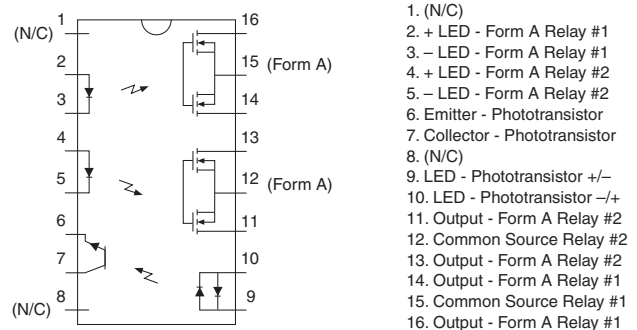 1
(N/C)
2
3
4
5
6
7
8
(N/C)
16
15 (Form A)
14
13
12 (Form A)
11
10
9
1. (N/C)
2. + LED - Form A Relay #1
3. – LED - Form A Relay #1
4. + LED - Form A Relay #2
5. – LED - Form A Relay #2
6. Emitter - Phototransistor
7. Collector - Phototransistor
8. (N/C)
9. LED - Phototransistor +/–
10. LED - Phototransistor –/+
11. Output - Form A Relay #2
12. Common Source Relay #2
13. Output - Form A Relay #2
14. Output - Form A Relay #1
15. Common Source Relay #1
16. Output - Form A Relay #1